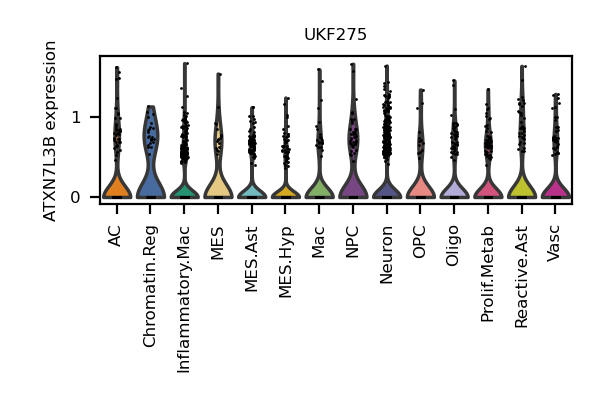 UKF275
ATXN7L3B expression
1
0
AC
Chromatin.Reg
Inflammatory.Mac
MES
MES.Ast
MES.Hyp
Mac
NPC
Neuron
OPC
Oligo
Prolif.Metab
Reactive.Ast
Vasc